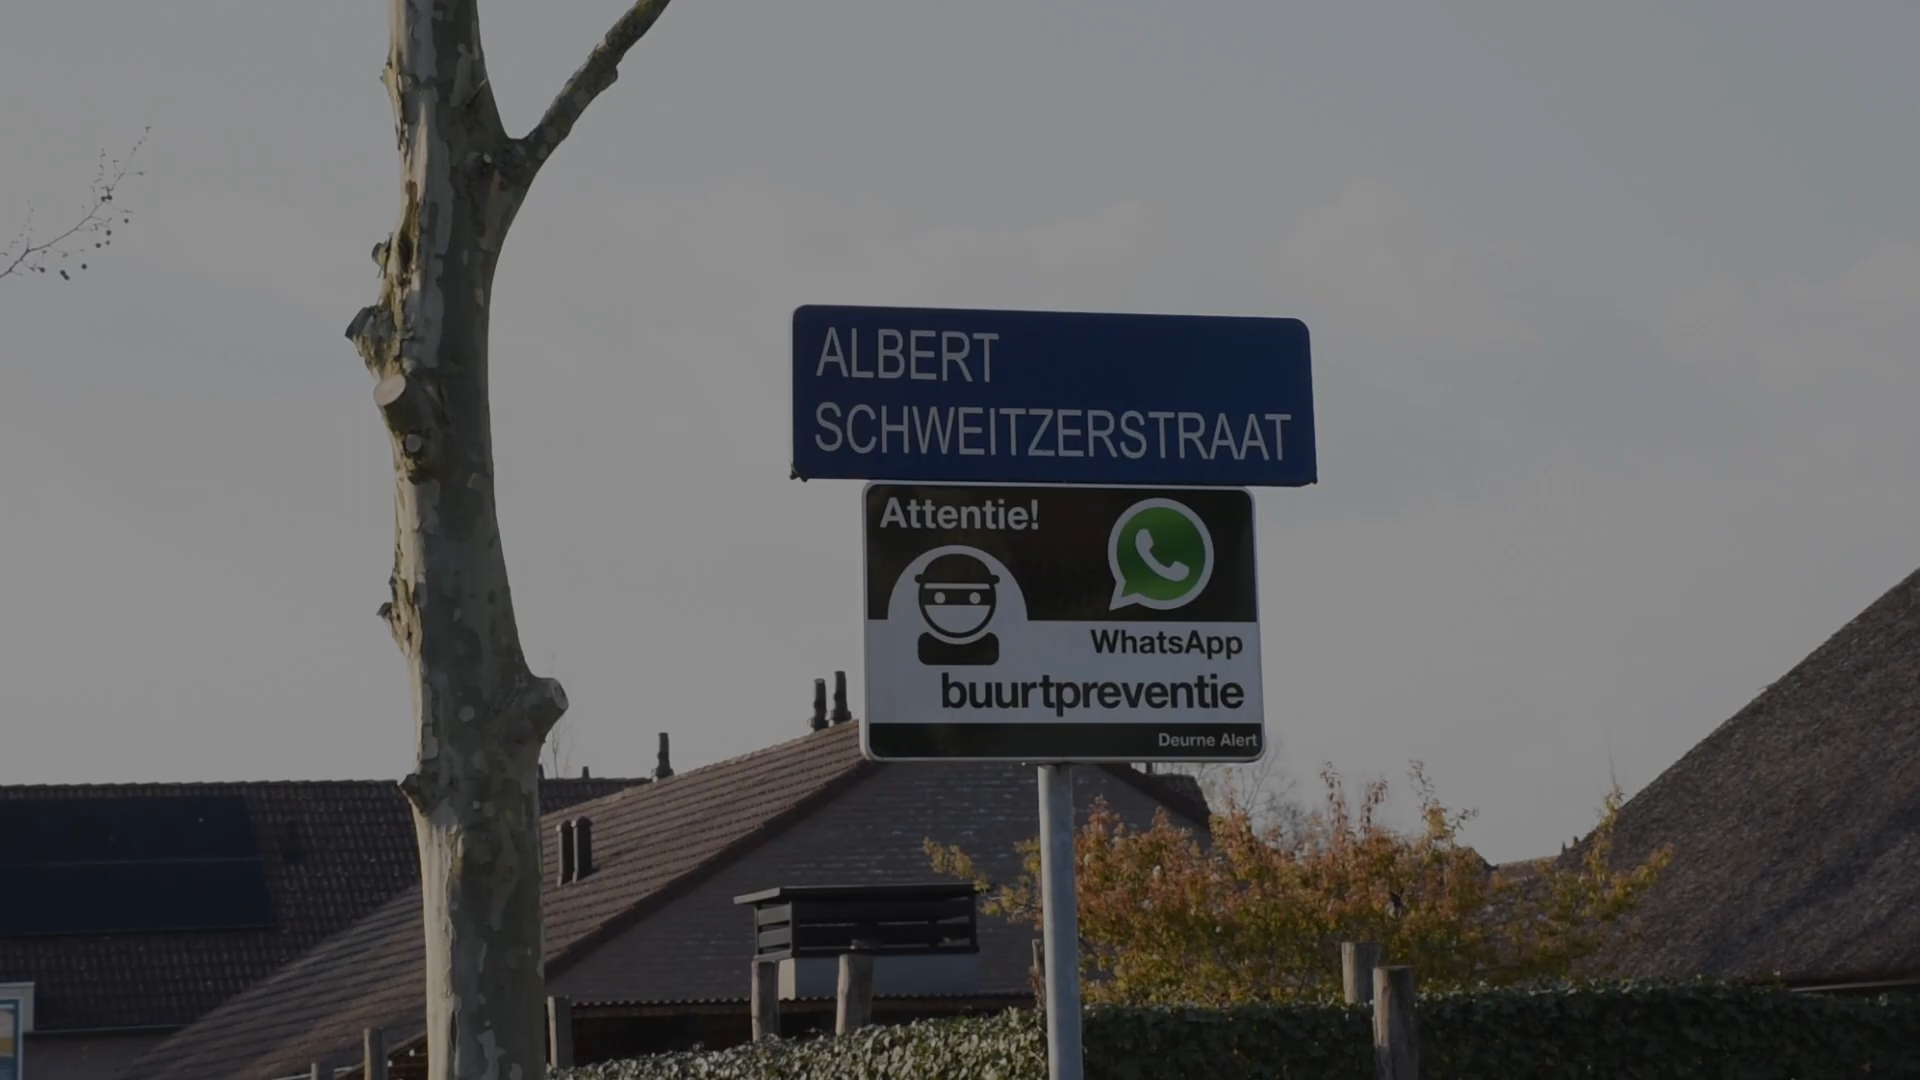 ALBERT
SCHWEITZERSTRAAT
Attentie!
WhatsApp
buurtpreventie
Deurne Alert